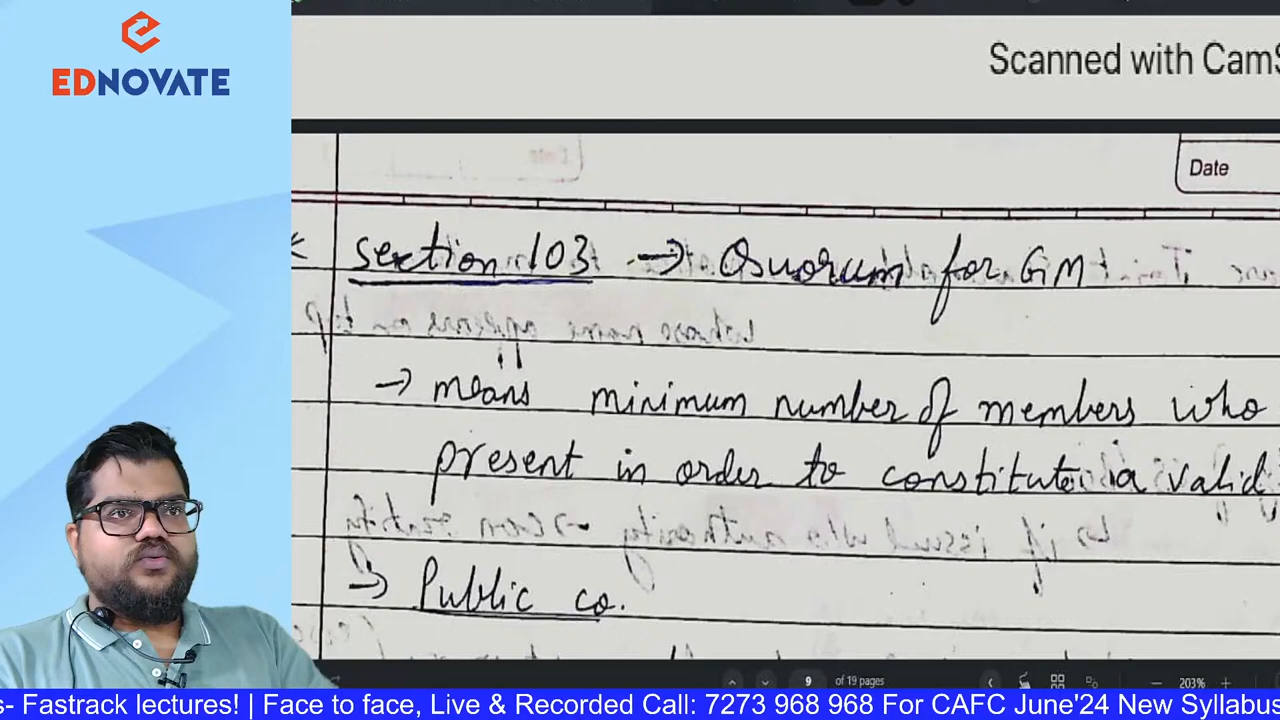 EDNOVATE
Scanned with CamS
Date
section 103 → Quorum for GM
→ means minimum number of members who
present in order to constitute a valid
→ Public co.
9 of 19 pages
203%
s- Fastrack lectures! | Face to face, Live & Recorded Call: 7273 968 968 For CAFC June'24 New Syllabus